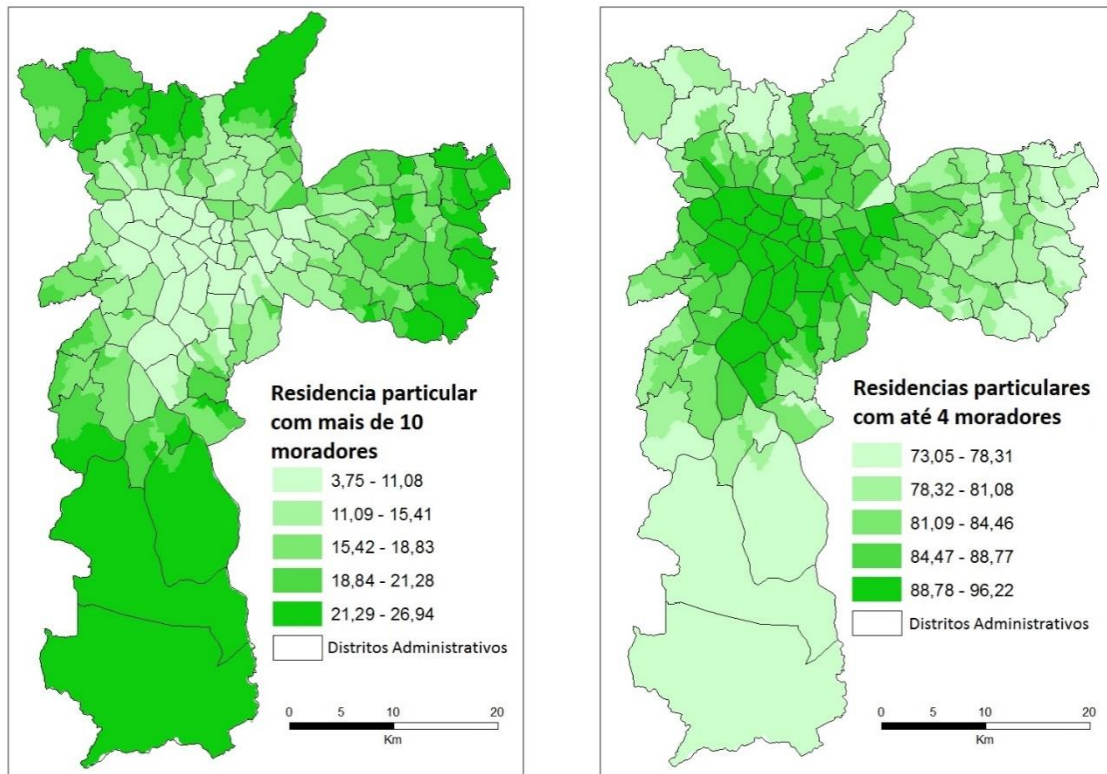 Residencia particular
com mais de 10
moradores
3,75 - 11,08
11,09 - 15,41
15,42 - 18,83
18,84 - 21,28
21,29 - 26,94
Distritos Administrativos
0 5 10 20
Km
Residencias particulares
com até 4 moradores
73,05 - 78,31
78,32 - 81,08
81,09 - 84,46
84,47 - 88,77
88,78 - 96,22
Distritos Administrativos
0 5 10 20
Km